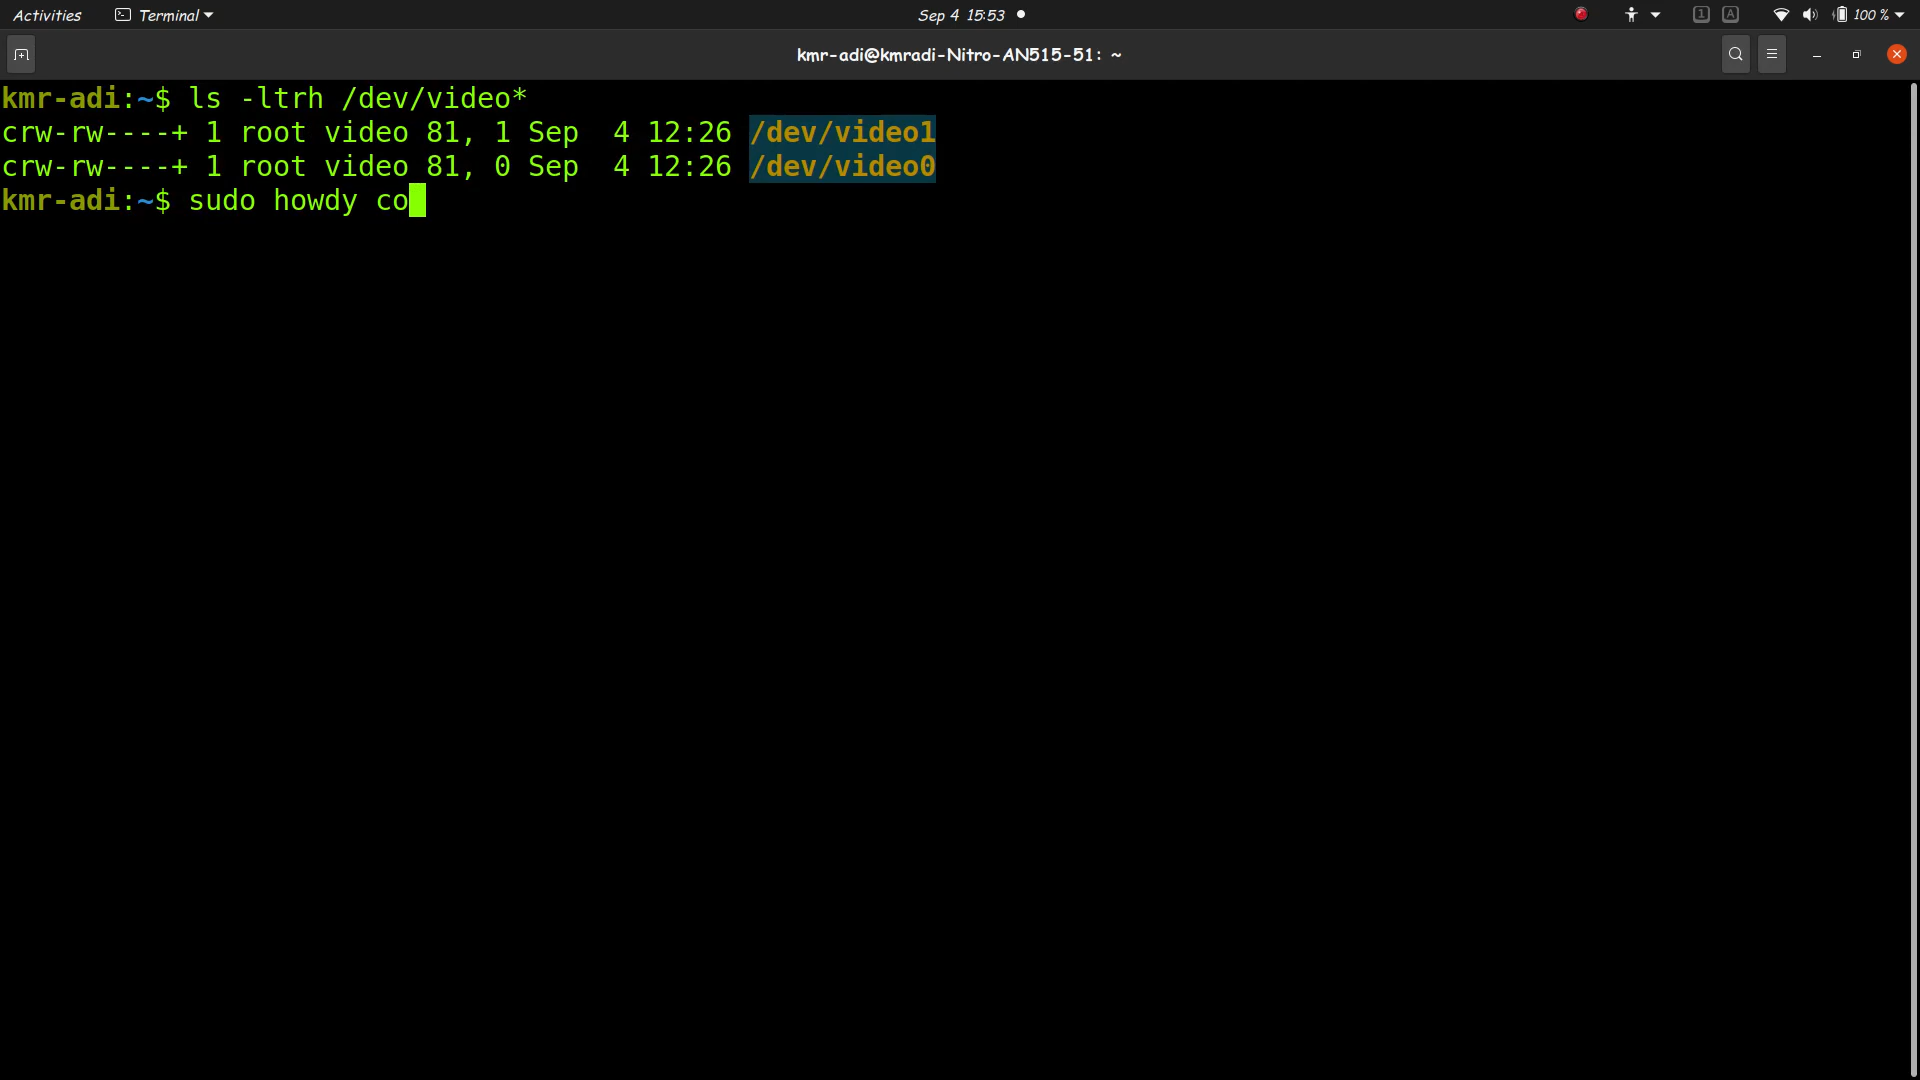 Activities Terminal Sep 4 15:53 1 A 100 %
kmr-adi@kmradi-Nitro-AN515-51: ~
kmr-adi:~$ ls -ltrh /dev/video*
crw-rw----+ 1 root video 81, 1 Sep  4 12:26 /dev/video1
crw-rw----+ 1 root video 81, 0 Sep  4 12:26 /dev/video0
kmr-adi:~$ sudo howdy co